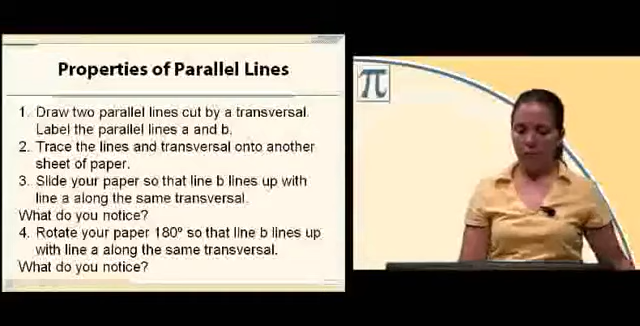 Properties of Parallel Lines
1. Draw two parallel lines cut by a transversal.
Label the parallel lines a and b.
2. Trace the lines and transversal onto another
sheet of paper.
3. Slide your paper so that line b lines up with
line a along the same transversal.
What do you notice?
4. Rotate your paper 180º so that line b lines up
with line a along the same transversal.
What do you notice?
π